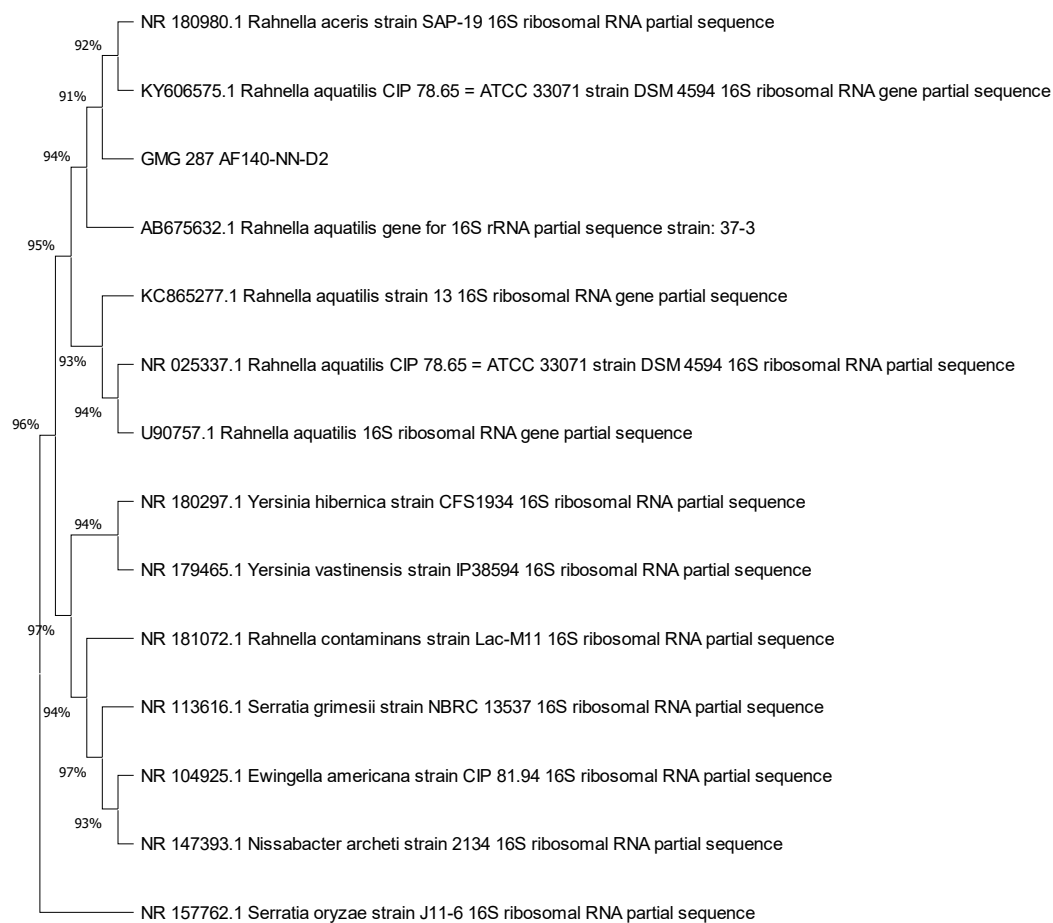 NR 180980.1 Rahnella aceris strain SAP-19 16S ribosomal RNA partial sequence
92%
KY606575.1 Rahnella aquatilis CIP 78.65 = ATCC 33071 strain DSM 4594 16S ribosomal RNA gene partial sequence
91%
GMG 287 AF140-NN-D2
94%
AB675632.1 Rahnella aquatilis gene for 16S rRNA partial sequence strain: 37-3
95%
KC865277.1 Rahnella aquatilis strain 13 16S ribosomal RNA gene partial sequence
93%
NR 025337.1 Rahnella aquatilis CIP 78.65 = ATCC 33071 strain DSM 4594 16S ribosomal RNA partial sequence
94%
96%
U90757.1 Rahnella aquatilis 16S ribosomal RNA gene partial sequence
NR 180297.1 Yersinia hibernica strain CFS1934 16S ribosomal RNA partial sequence
94%
NR 179465.1 Yersinia vastinensis strain IP38594 16S ribosomal RNA partial sequence
97%
NR 181072.1 Rahnella contaminans strain Lac-M11 16S ribosomal RNA partial sequence
94%
NR 113616.1 Serratia grimesii strain NBRC 13537 16S ribosomal RNA partial sequence
97%
NR 104925.1 Ewingella americana strain CIP 81.94 16S ribosomal RNA partial sequence
93%
NR 147393.1 Nissabacter archeti strain 2134 16S ribosomal RNA partial sequence
NR 157762.1 Serratia oryzae strain J11-6 16S ribosomal RNA partial sequence